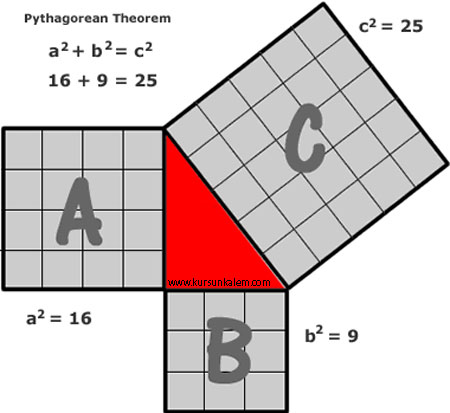 Pythagorean Theorem
a² + b² = c²
16 + 9 = 25
c² = 25
A
C
www.kursunkalem.com
a² = 16
B
b² = 9